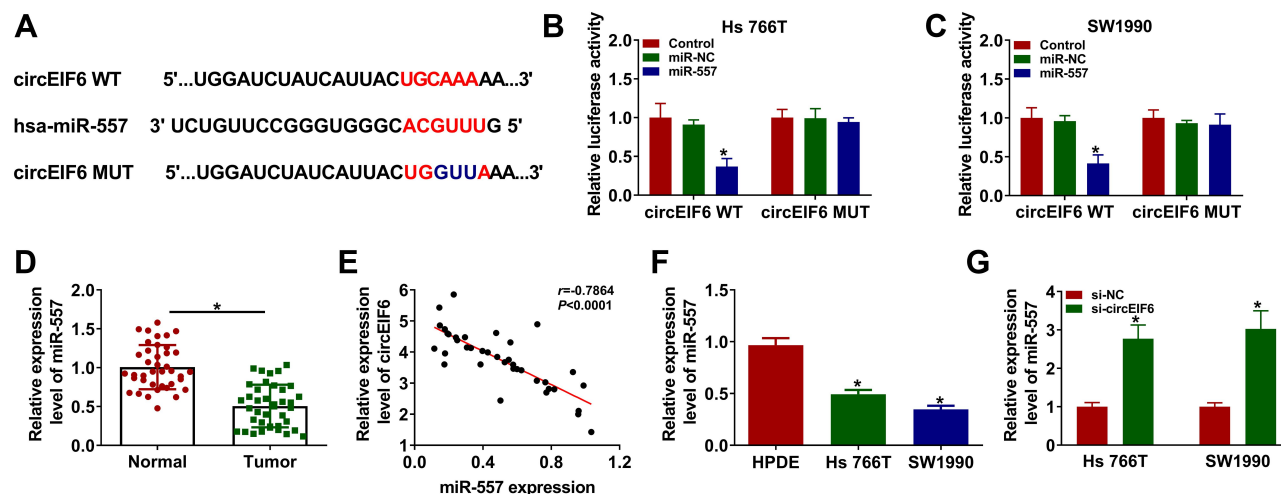 A
circEIF6 WT 5'...UGGAUCUAUCAUUACUGCAAAAA...3'
hsa-miR-557 3' UCUGUUCCGGGUGGGCACGUUUG 5'
circEIF6 MUT 5'...UGGAUCUAUCAUUACUGGUUAAA...3'
B
Hs 766T
Relative luciferase activity
2.0
1.5
1.0
0.5
0.0
Control
miR-NC
miR-557
*
circEIF6 WT circEIF6 MUT
C
SW1990
Relative luciferase activity
2.0
1.5
1.0
0.5
0.0
Control
miR-NC
miR-557
*
circEIF6 WT circEIF6 MUT
D
Relative expression
level of miR-557
2.0
1.5
1.0
0.5
0.0
*
Normal Tumor
E
Relative expression
level of circEIF6
6
5
4
3
2
1
r=-0.7864
P<0.0001
0.0 0.4 0.8 1.2
miR-557 expression
F
Relative expression
level of miR-557
1.5
1.0
0.5
0.0
*
*
HPDE Hs 766T SW1990
G
Relative expression
level of miR-557
4
3
2
1
0
si-NC
si-circEIF6
*
*
Hs 766T SW1990